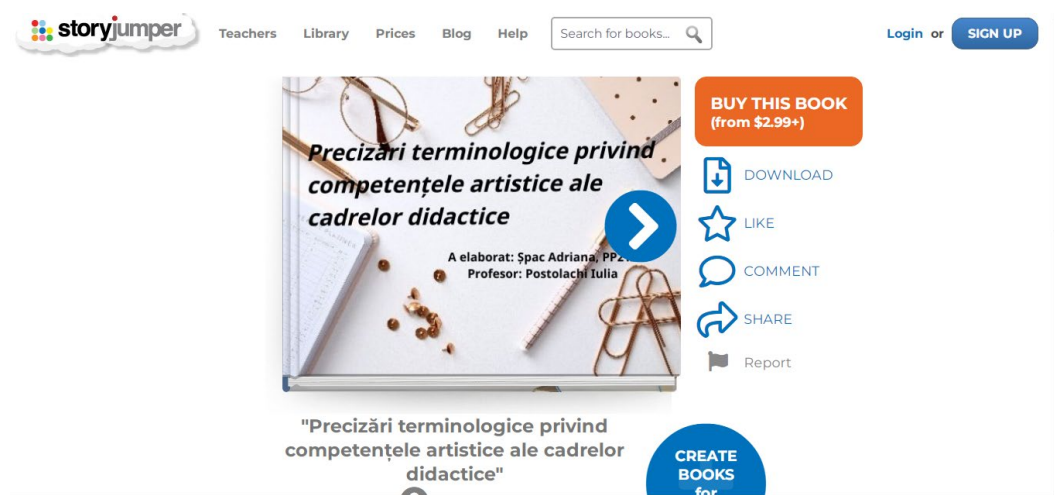 storyjumper
Teachers Library Prices Blog Help
Search for books...
Login or SIGN UP
Precizări terminologice privind
competențele artistice ale
cadrelor didactice
A elaborat: Șpac Adriana,
Profesor: Postolachi Iulia
BUY THIS BOOK
(from $2.99+)
DOWNLOAD
LIKE
COMMENT
SHARE
Report
"Precizări terminologice privind
competențele artistice ale cadrelor
didactice"
CREATE
BOOKS
for